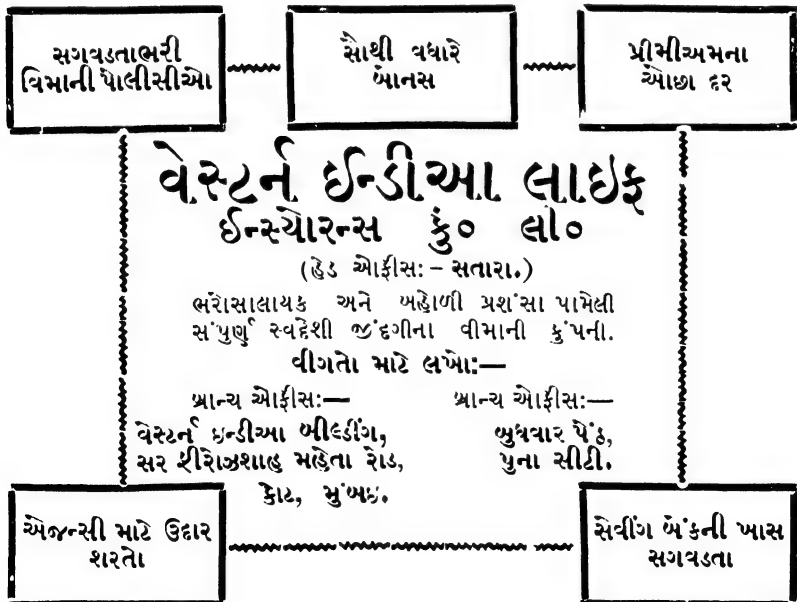 સગવડતાભરી
વિમાની પોલીસીઓ
સૌથી વધારે
બોનસ
પ્રીમીઅમના
ઓછા દર
વેસ્ટર્ન ઈન્ડીઆ લાઇફ
ઈન્સ્યોરન્સ કું૦ લી૦
(હેડ ઓફીસઃ- સતારા.)
ભરોસાલાયક અને બહોળી પ્રશંસા પામેલી
સંપુર્ણ સ્વદેશી જીંદગીના વીમાની કુંપની.
વીગતો માટે લખોઃ—
બ્રાન્ચ ઓફીસઃ—
વેસ્ટર્ન ઇન્ડીઆ બીલ્ડીંગ,
સર ફીરોઝશાહ મહેતા રોડ,
કોટ, મુંબઇ.
બ્રાન્ચ ઓફીસઃ—
બુધવાર પેંઠ,
પુના સીટી.
એજન્સી માટે ઉદાર
શરતો
સેવીંગ બેંકની ખાસ
સગવડતા